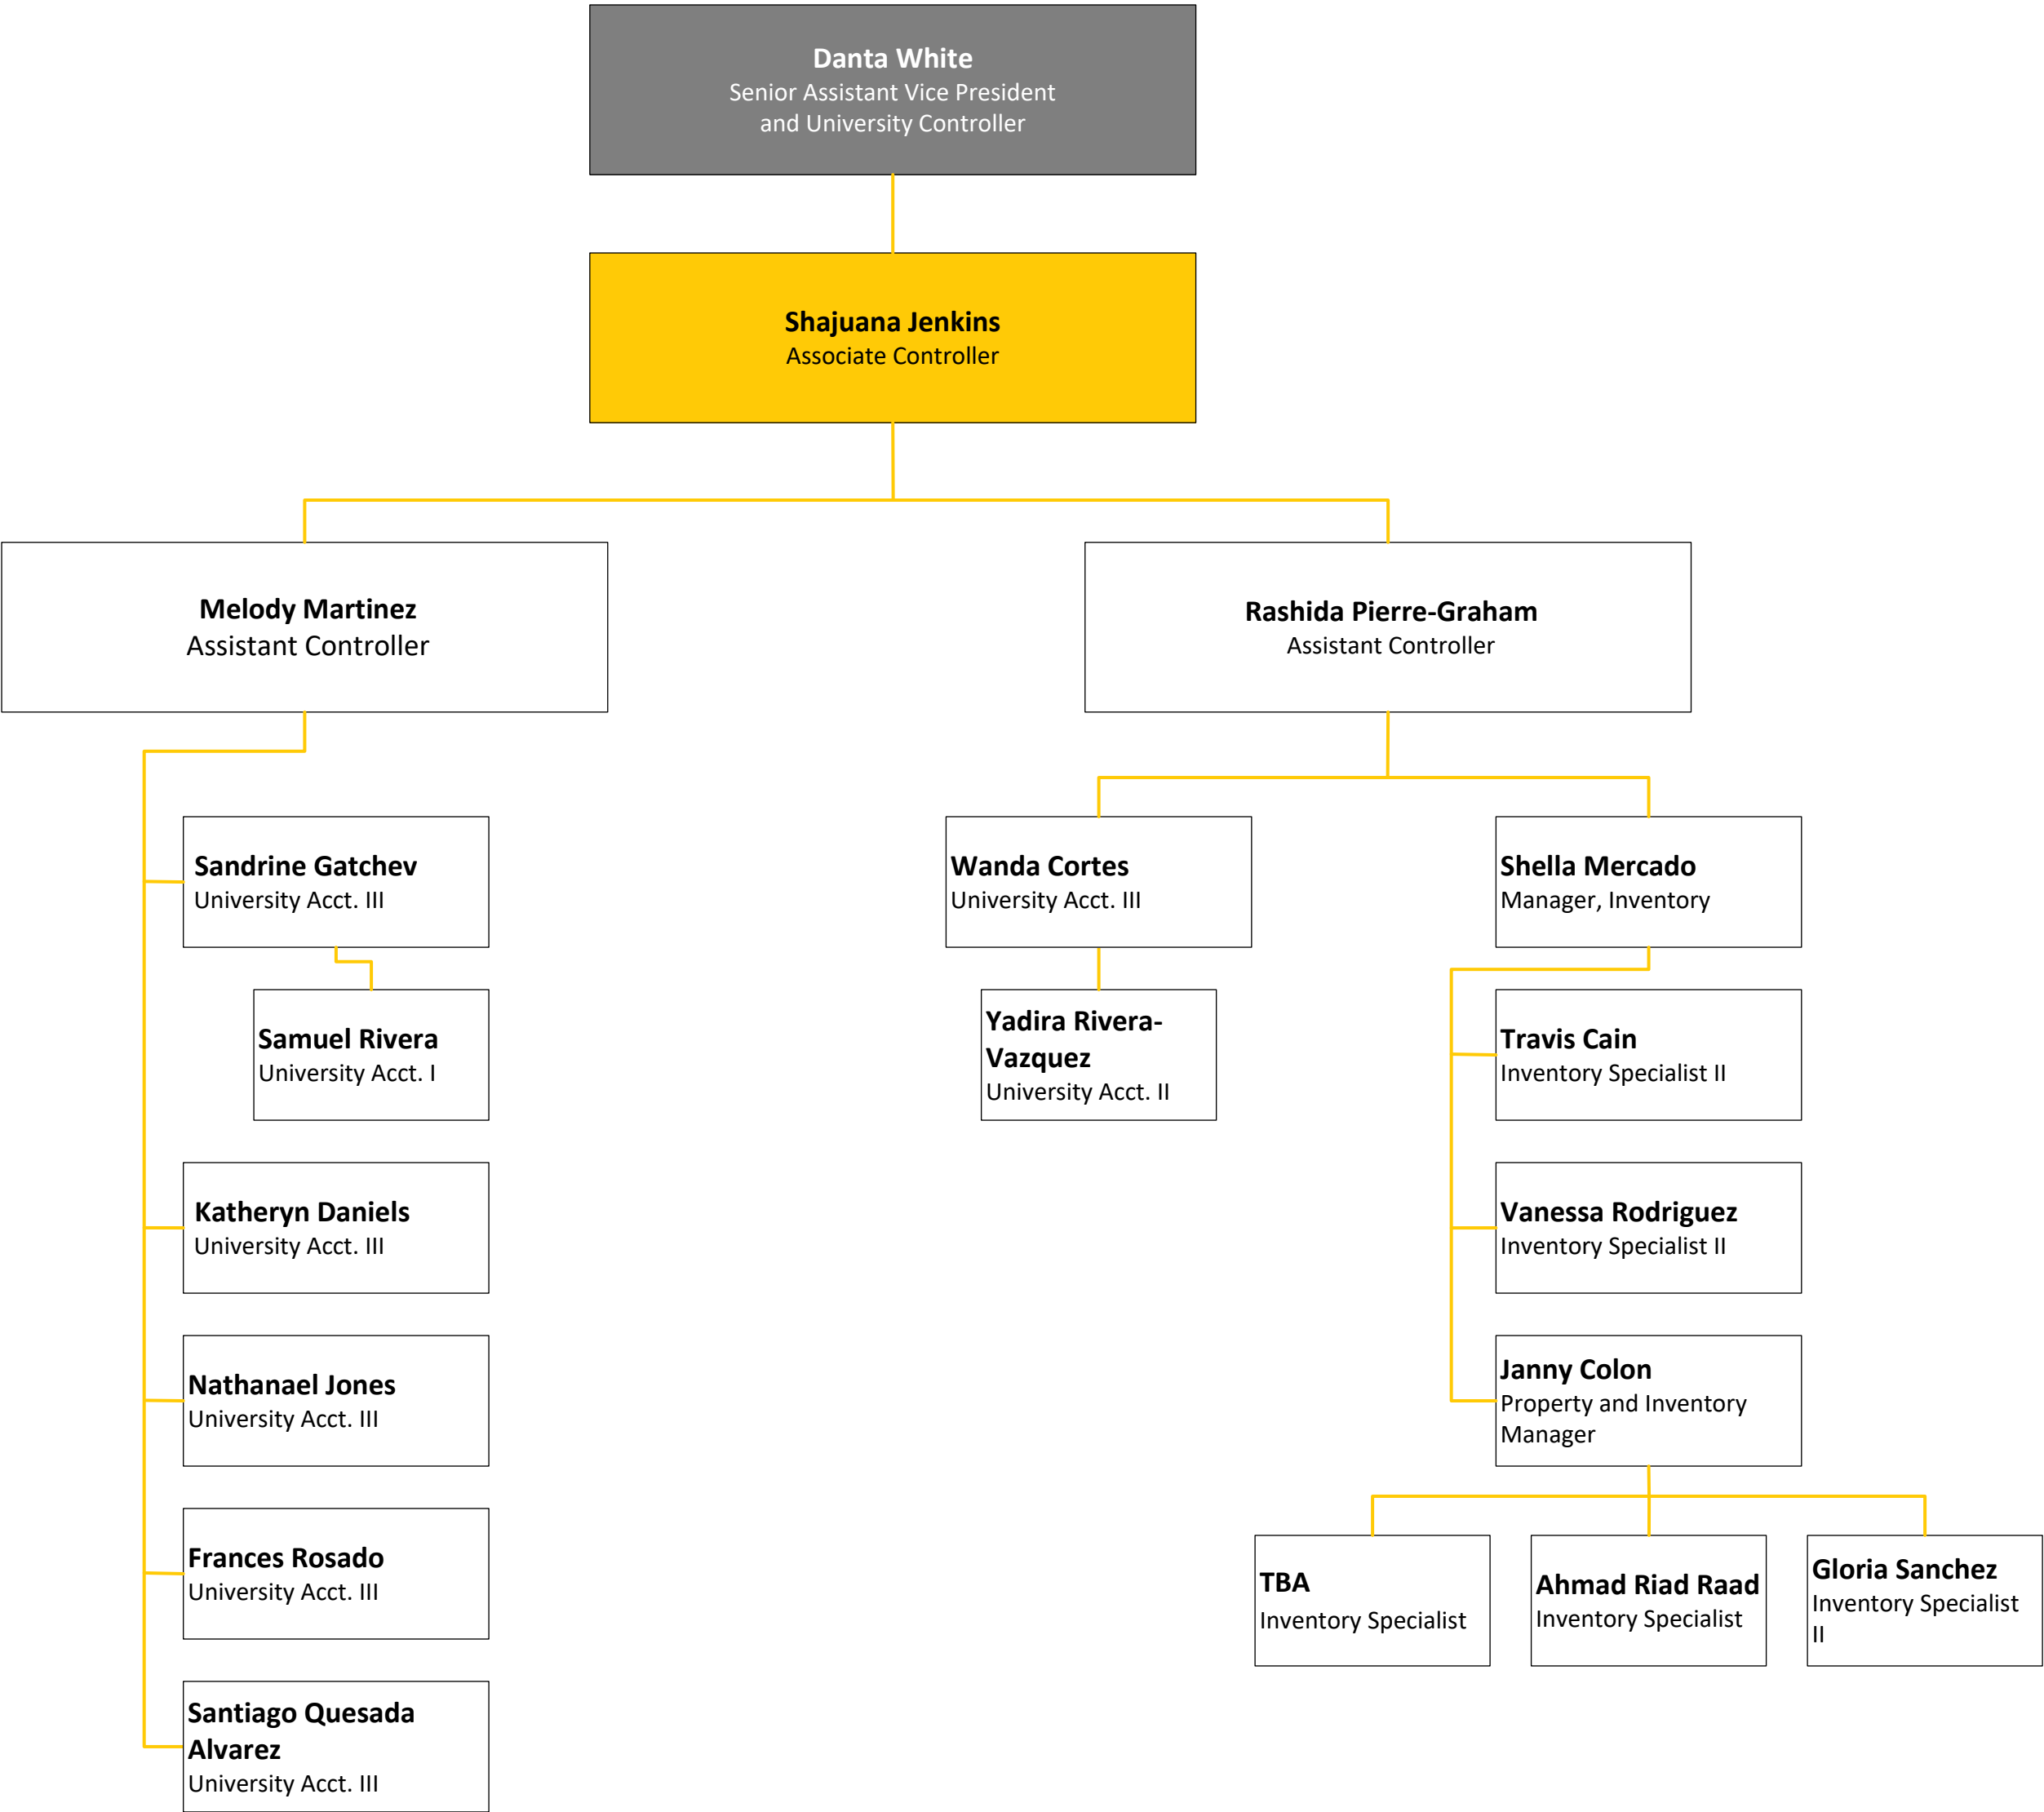 Danta White
Senior Assistant Vice President
and University Controller
Shajuana Jenkins
Associate Controller
Melody Martinez
Assistant Controller
Rashida Pierre-Graham
Assistant Controller
Sandrine Gatchev
University Acct. III
Wanda Cortes
University Acct. III
Shella Mercado
Manager, Inventory
Samuel Rivera
University Acct. I
Yadira Rivera-
Vazquez
University Acct. II
Travis Cain
Inventory Specialist II
Katheryn Daniels
University Acct. III
Vanessa Rodriguez
Inventory Specialist II
Nathanael Jones
University Acct. III
Janny Colon
Property and Inventory
Manager
Frances Rosado
University Acct. III
TBA
Inventory Specialist
Ahmad Riad Raad
Inventory Specialist
Gloria Sanchez
Inventory Specialist
II
Santiago Quesada
Alvarez
University Acct. III